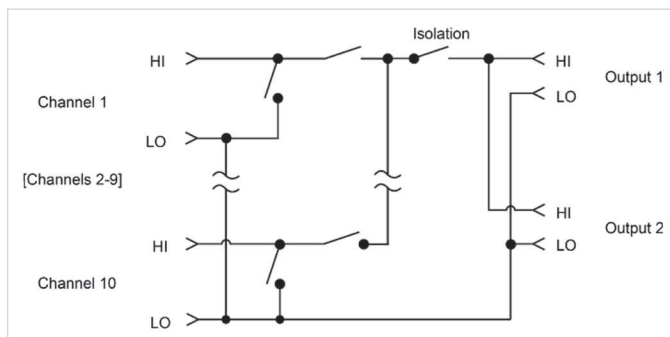 Isolation
HI
HI
Output 1
Channel 1
LO
LO
[Channels 2-9]
HI
Output 2
HI
LO
Channel 10
LO